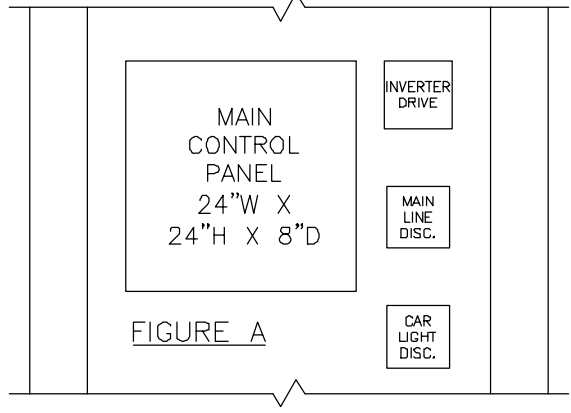 MAIN
CONTROL
PANEL
24"W X
24"H X 8"D
INVERTER
DRIVE
MAIN
LINE
DISC.
CAR
LIGHT
DISC.
FIGURE A